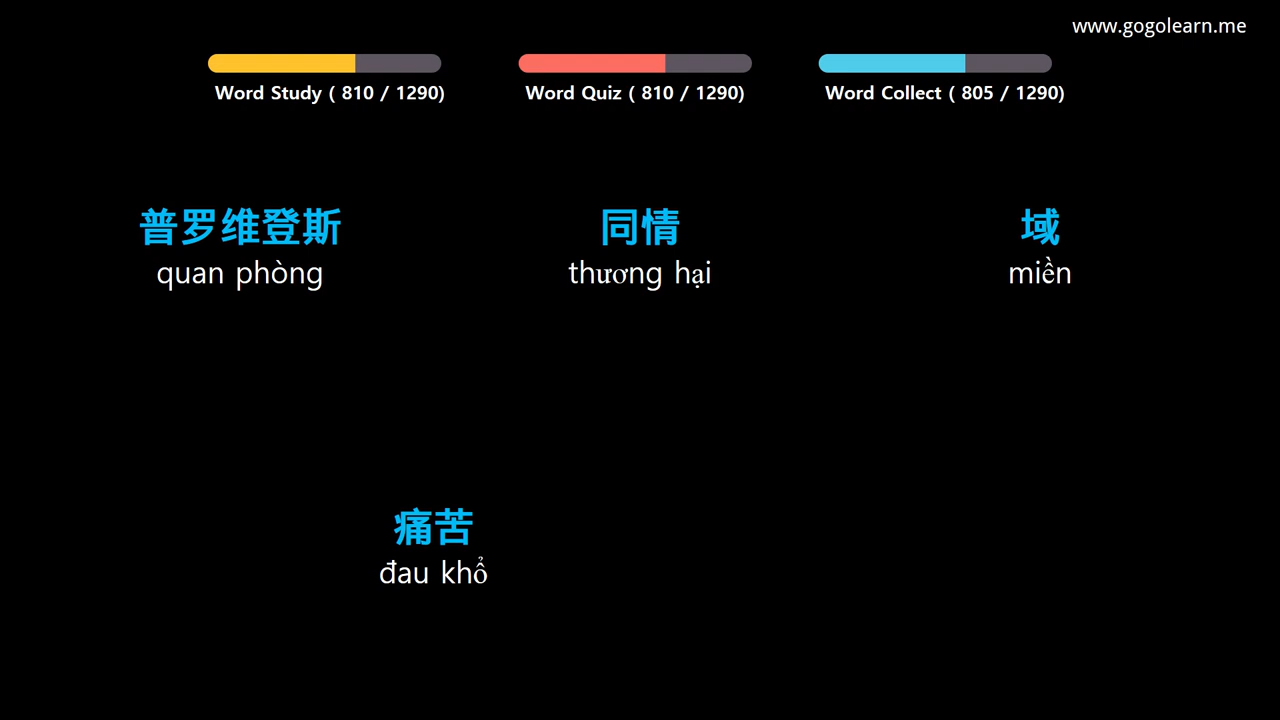 www.gogolearn.me
Word Study ( 810 / 1290)
Word Quiz ( 810 / 1290)
Word Collect ( 805 / 1290)
普罗维登斯
quan phòng
同情
thương hại
域
miền
痛苦
đau khổ